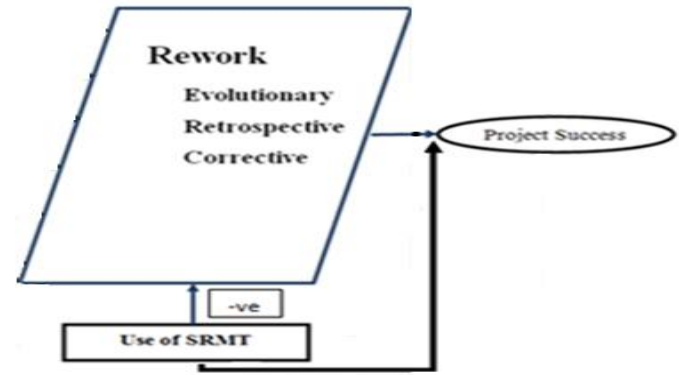 Rework
Evolutionary
Retrospective
Corrective
Project Success
-ve
Use of SRMT